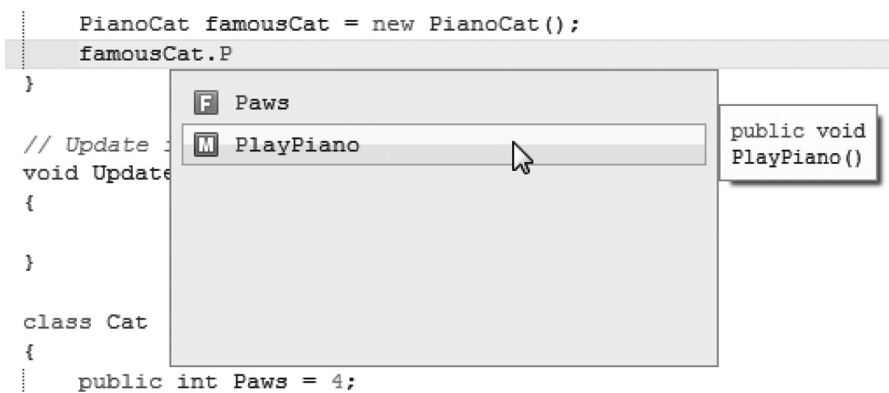 PianoCat famousCat = new PianoCat();
famousCat.P
}
F Paws
M PlayPiano
public void
PlayPiano()
// Update
void Update
{
}
class Cat
{
public int Paws = 4;